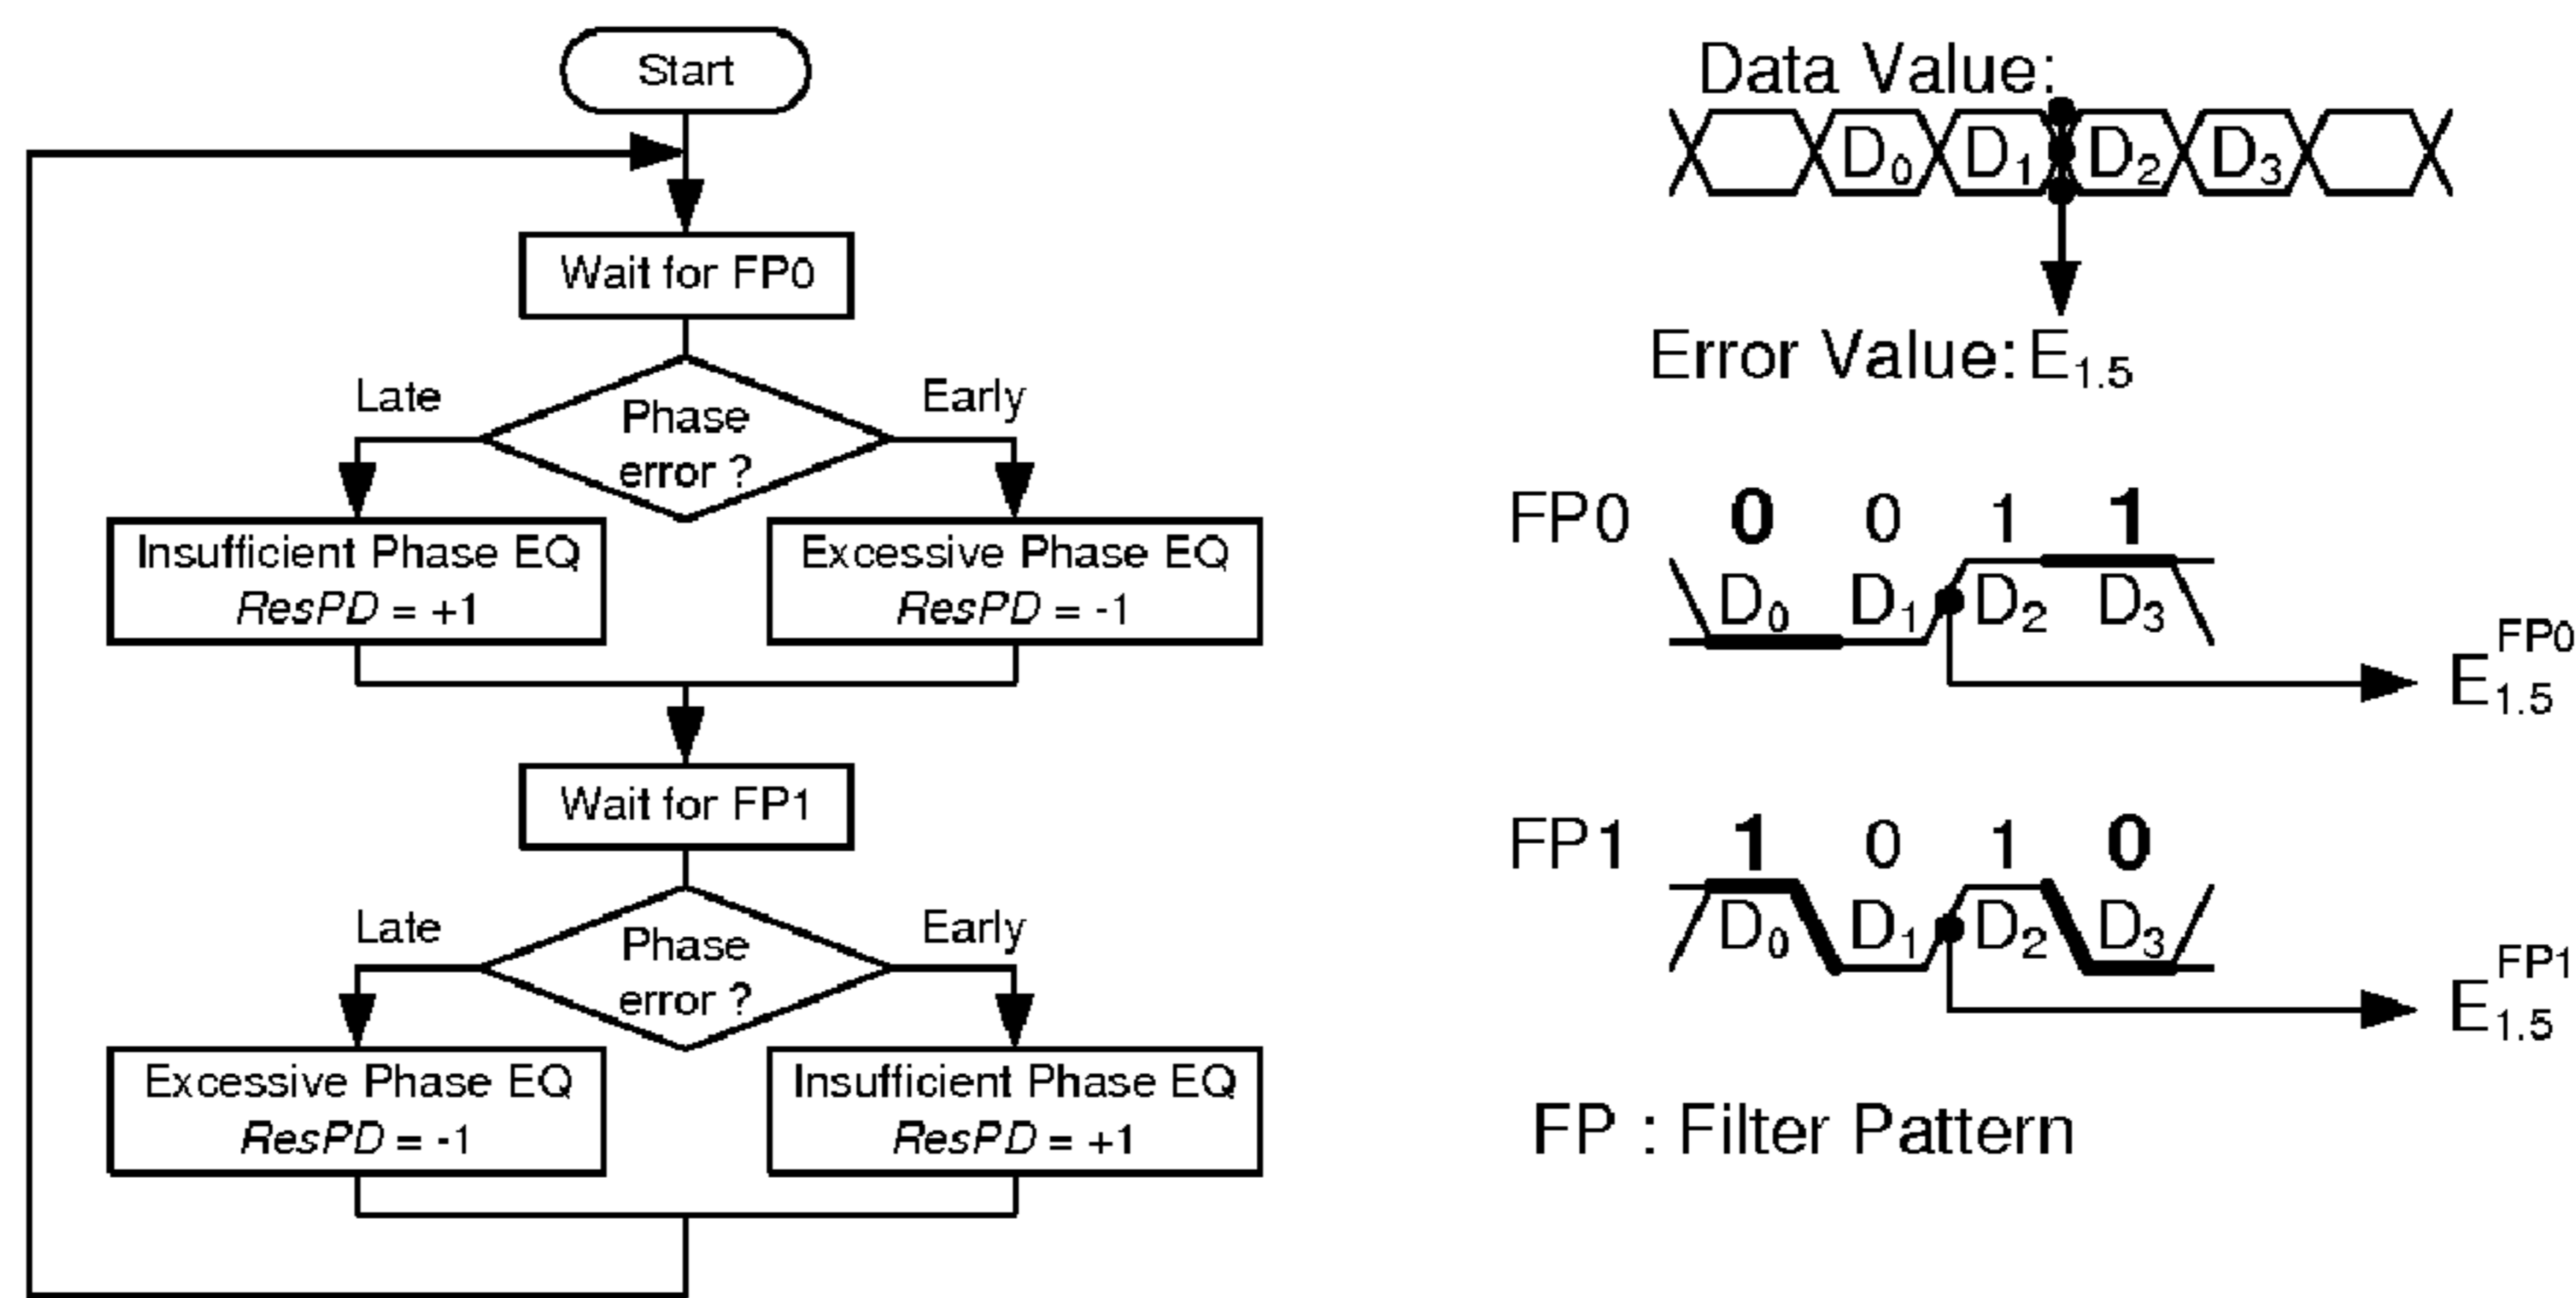 Start
Wait for FP0
Late
Early
Phase
error ?
Insufficient Phase EQ
ResPD = +1
Excessive Phase EQ
ResPD = -1
Wait for FP1
Late
Early
Phase
error ?
Excessive Phase EQ
ResPD = -1
Insufficient Phase EQ
ResPD = +1
Data Value:
D0 D1 D2 D3
Error Value: E1.5
FP0 0 0 1 1
D0 D1 D2 D3
E1.5 FP0
FP1 1 0 1 0
D0 D1 D2 D3
E1.5 FP1
FP : Filter Pattern